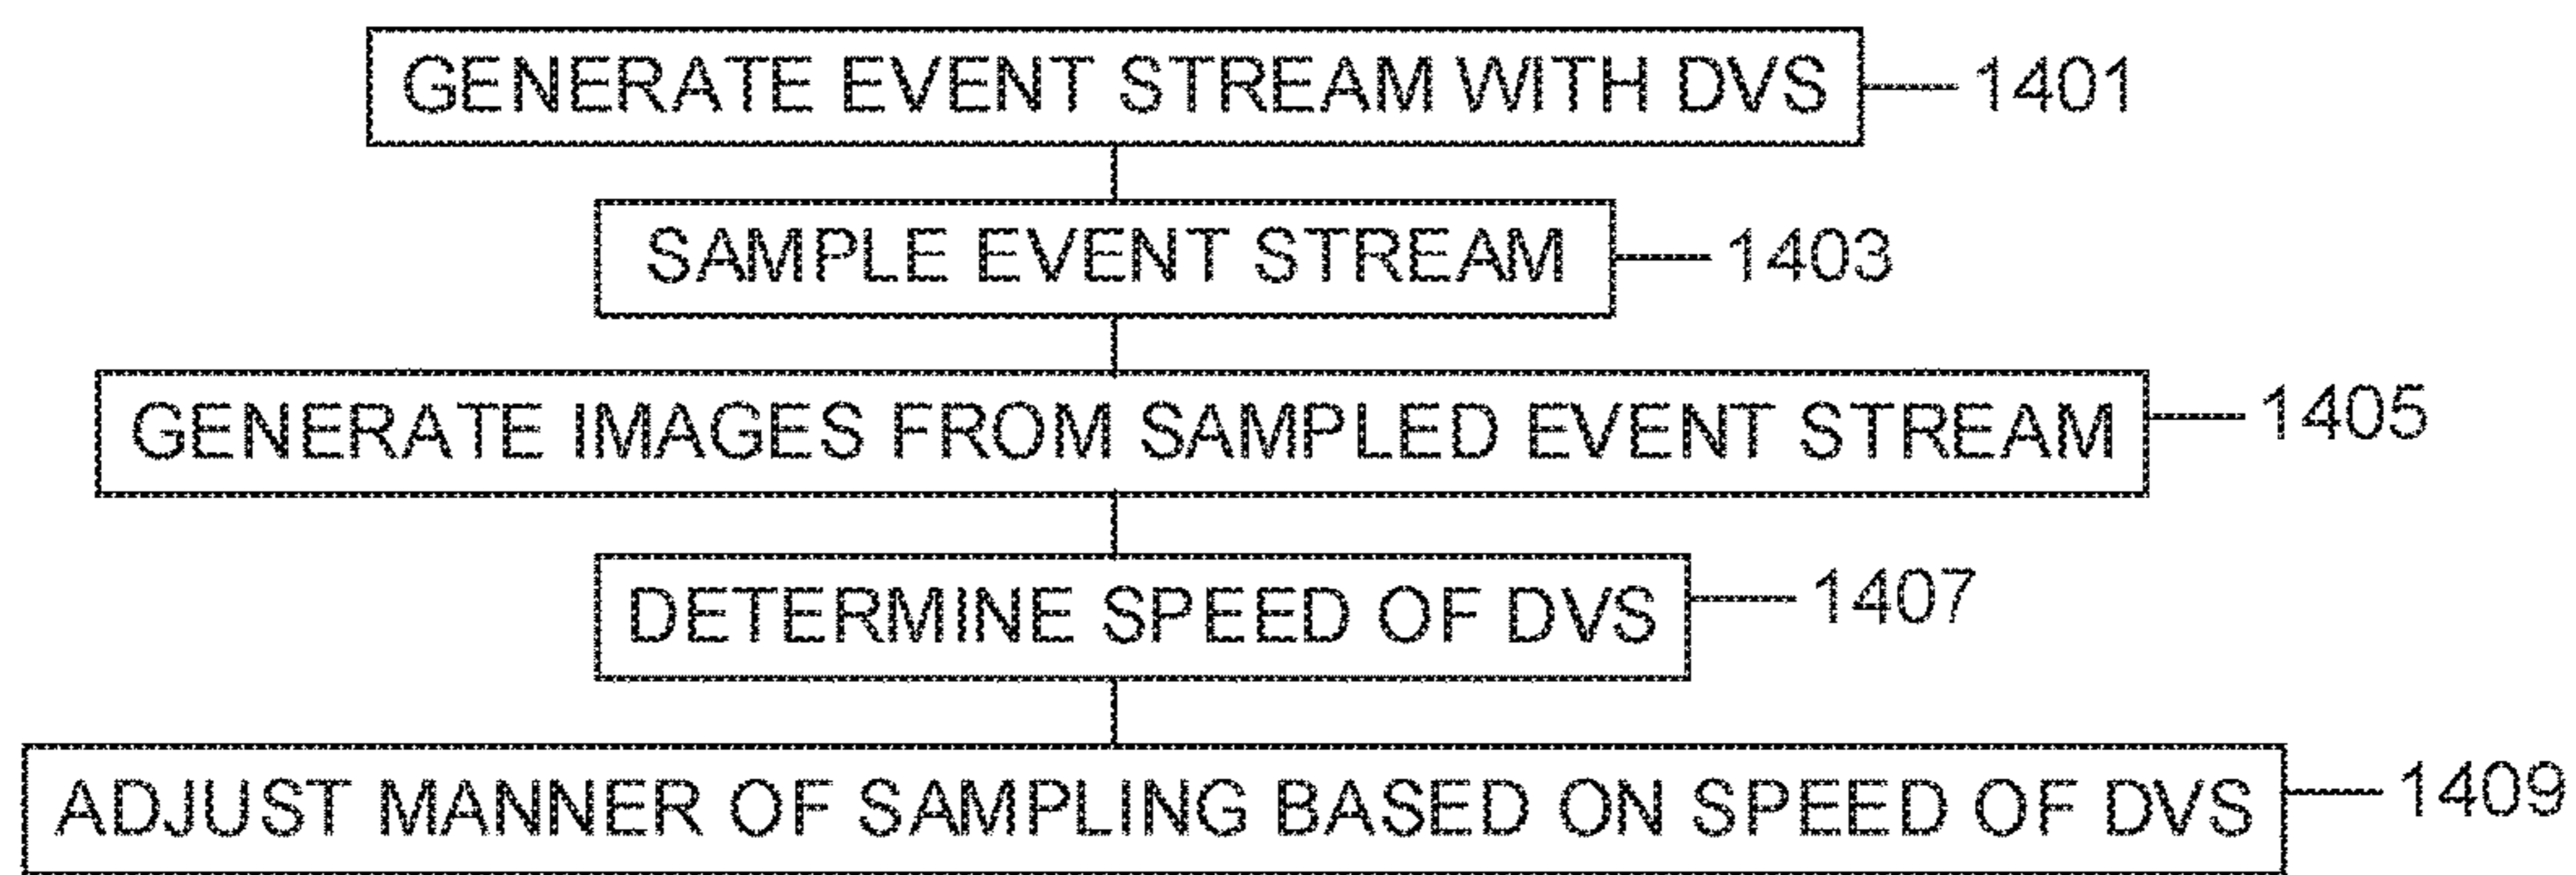 GENERATE EVENT STREAM WITH DVS 1401
SAMPLE EVENT STREAM 1403
GENERATE IMAGES FROM SAMPLED EVENT STREAM 1405
DETERMINE SPEED OF DVS 1407
ADJUST MANNER OF SAMPLING BASED ON SPEED OF DVS 1409